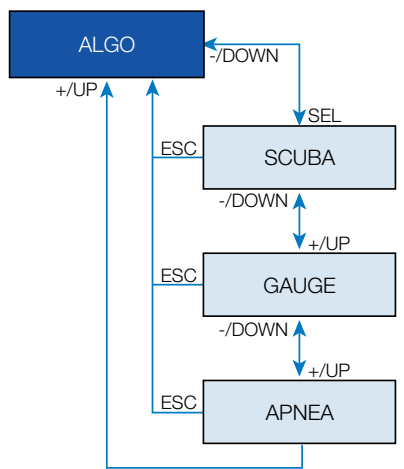 ALGO
-/DOWN
+/UP
SEL
ESC
SCUBA
-/DOWN
+/UP
ESC
GAUGE
-/DOWN
+/UP
ESC
APNEA